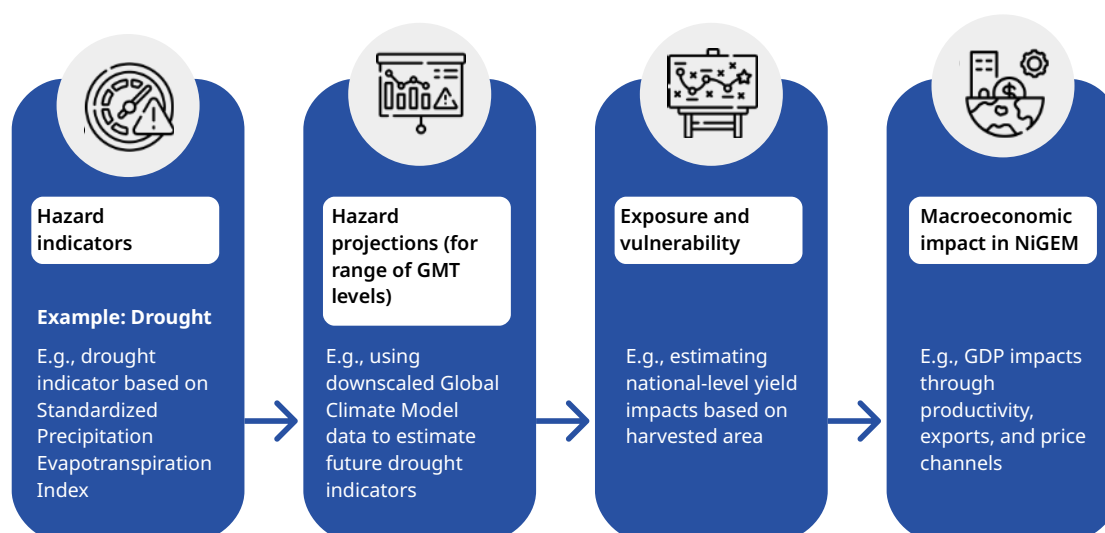 Hazard
indicators
Example: Drought
E.g., drought
indicator based on
Standardized
Precipitation
Evapotranspiration
Index
Hazard
projections (for
range of GMT
levels)
E.g., using
downscaled Global
Climate Model
data to estimate
future drought
indicators
Exposure and
vulnerability
E.g., estimating
national-level yield
impacts based on
harvested area
Macroeconomic
impact in NiGEM
E.g., GDP impacts
through
productivity,
exports, and price
channels